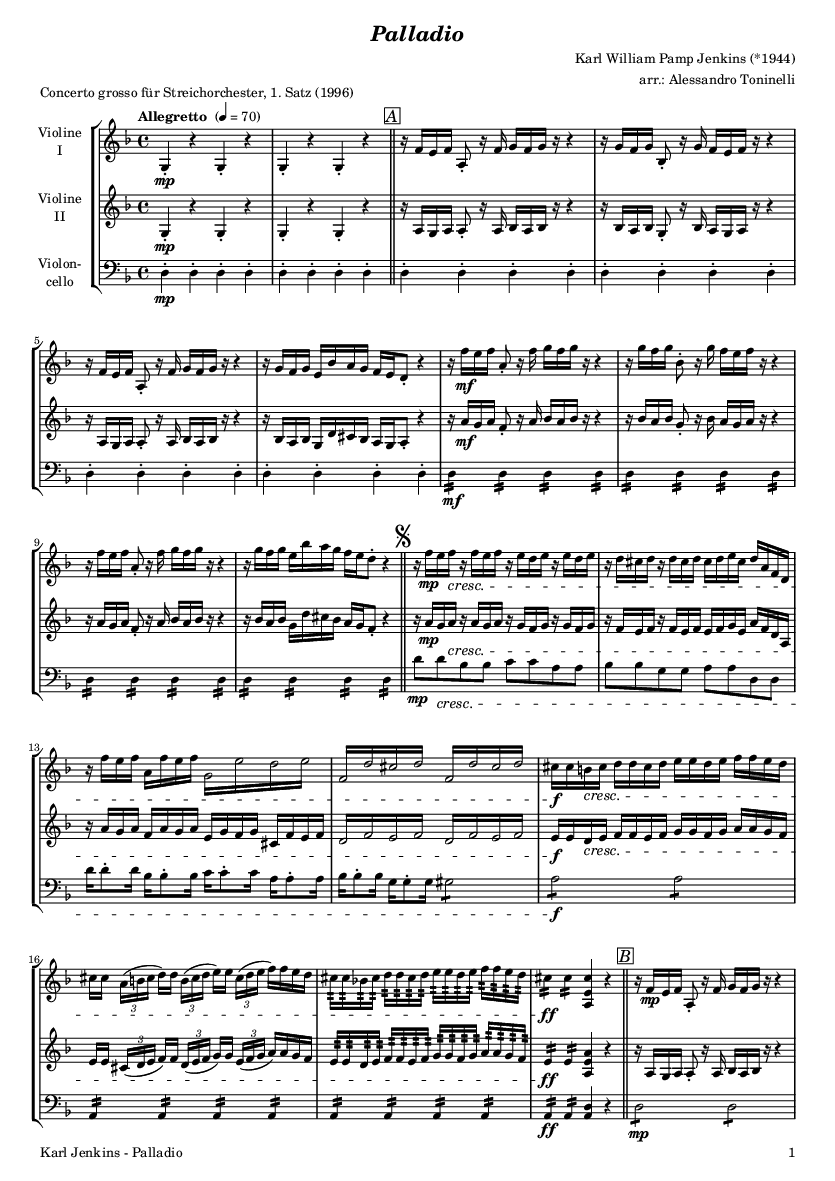 Palladio
Karl William Pamp Jenkins (*1944)
arr.: Alessandro Toninelli
Concerto grosso für Streichorchester, 1. Satz (1996)
Allegretto (♩ = 70)
A
Violine
I
mp
Violine
II
mp
Violon-
cello
mp
5
mf
mf
mf
9
mp cresc.
mp cresc.
mp cresc.
13
f cresc.
f cresc.
f
16
B
3 3 3
ff mp
3 3 3
ff
ff mp
Karl Jenkins - Palladio
1